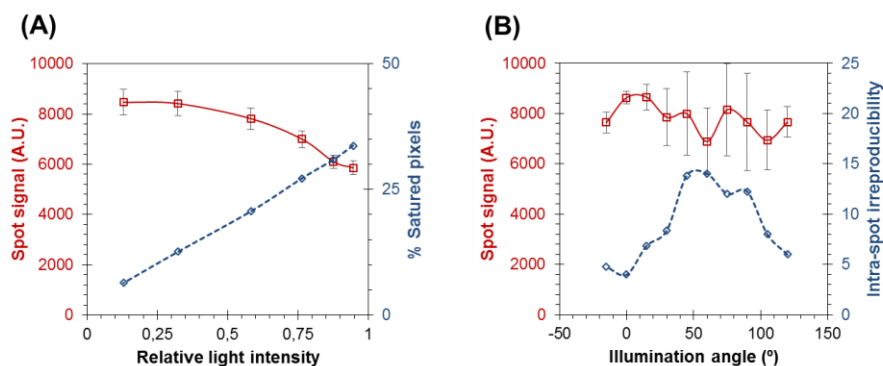 (A)
10000
8000
6000
4000
2000
0
Spot signal (A.U.)
50
25
0
% Satured pixels
0 0,25 0,5 0,75 1
Relative light intensity
(B)
10000
8000
6000
4000
2000
0
Spot signal (A.U.)
25
20
15
10
5
0
Intra-spot irreproducibility
-50 0 50 100 150
Illumination angle (º)